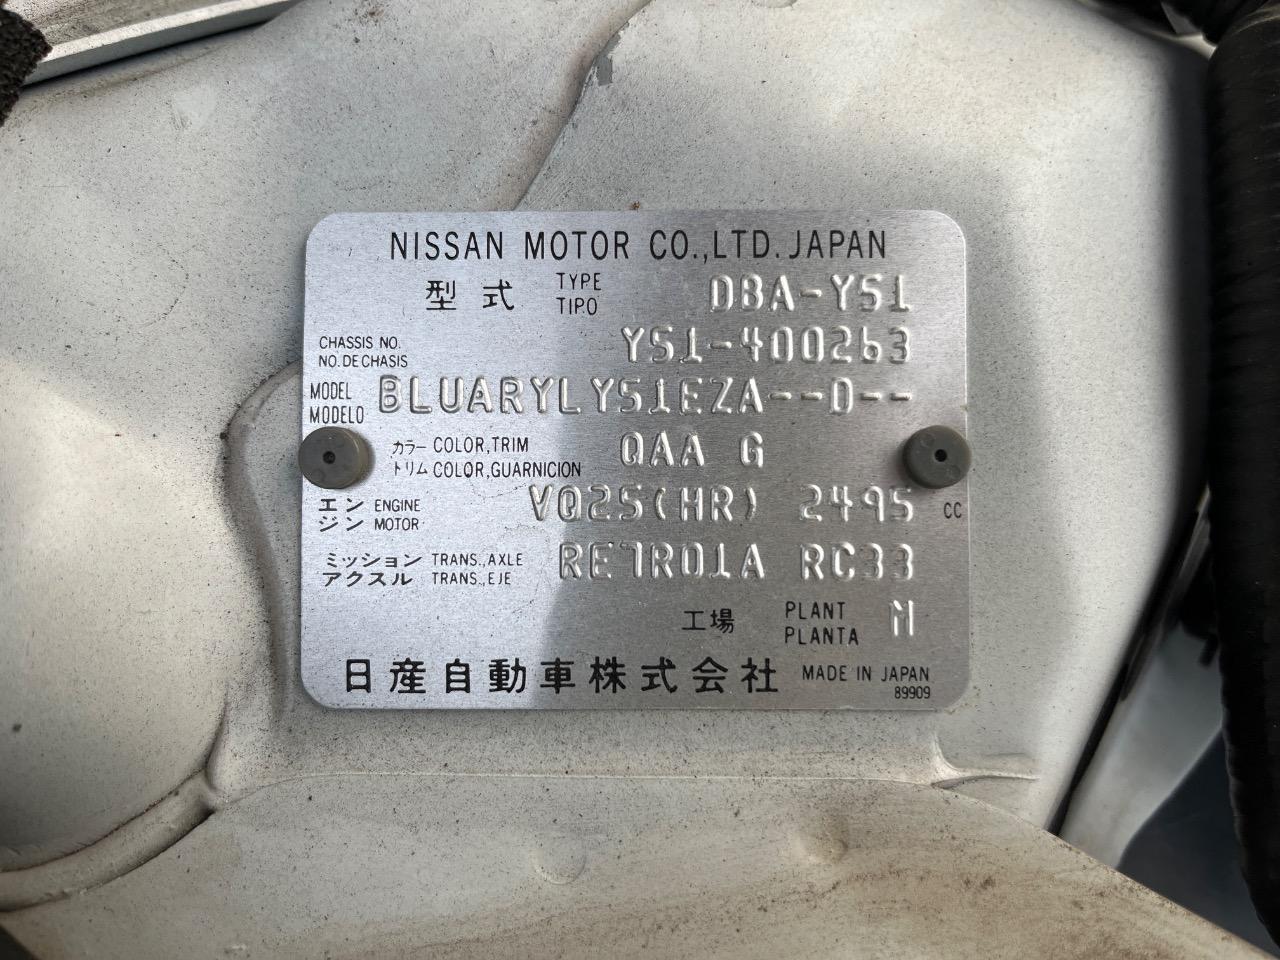 NISSAN MOTOR CO.,LTD. JAPAN
型式 TYPE TIPO DBA-Y51
CHASSIS NO. NO. DE CHASIS Y51-400263
MODEL MODELO BLUARYLY51EZA--D--
カラー COLOR,TRIM トリム COLOR,GUARNICION QAA G
エンジン ENGINE MOTOR VQ25(HR) 2495 CC
ミッション TRANS.,AXLE アクスル TRANS.,EJE RE7R01A RC33
工場 PLANT PLANTA M
日産自動車株式会社 MADE IN JAPAN
89909